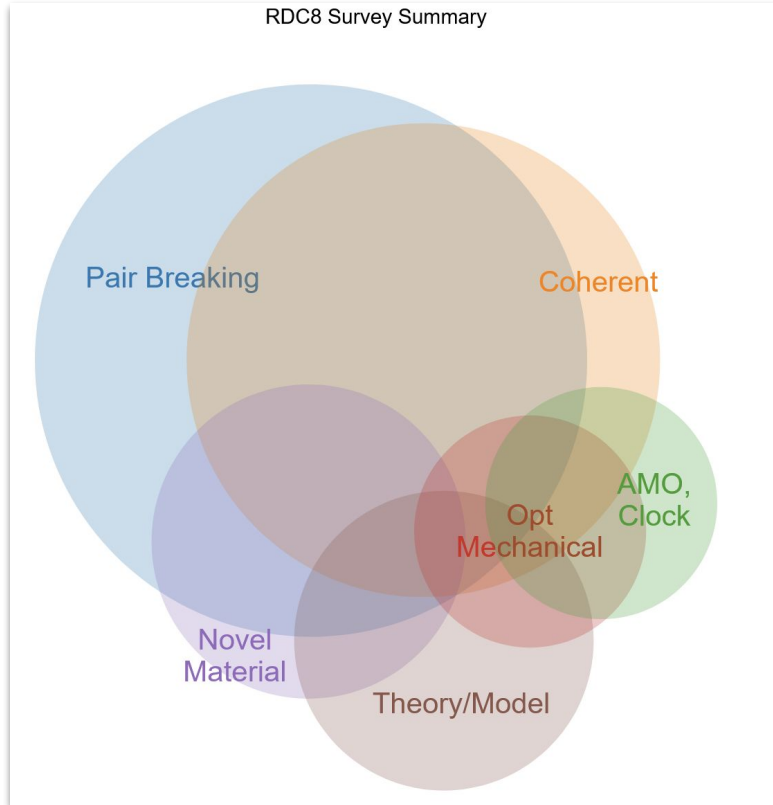 RDC8 Survey Summary
Pair Breaking
Coherent
AMO,
Clock
Opt
Mechanical
Novel
Material
Theory/Model